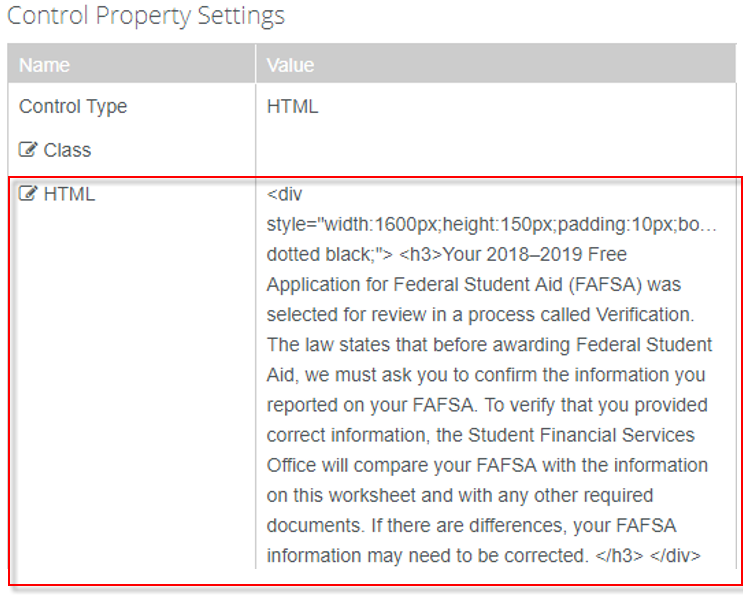 Control Property Settings
Name Value
Control Type HTML
Class
HTML <div
style="width:1600px;height:150px;padding:10px;bo...
dotted black;"> <h3>Your 2018–2019 Free
Application for Federal Student Aid (FAFSA) was
selected for review in a process called Verification.
The law states that before awarding Federal Student
Aid, we must ask you to confirm the information you
reported on your FAFSA. To verify that you provided
correct information, the Student Financial Services
Office will compare your FAFSA with the information
on this worksheet and with any other required
documents. If there are differences, your FAFSA
information may need to be corrected. </h3> </div>